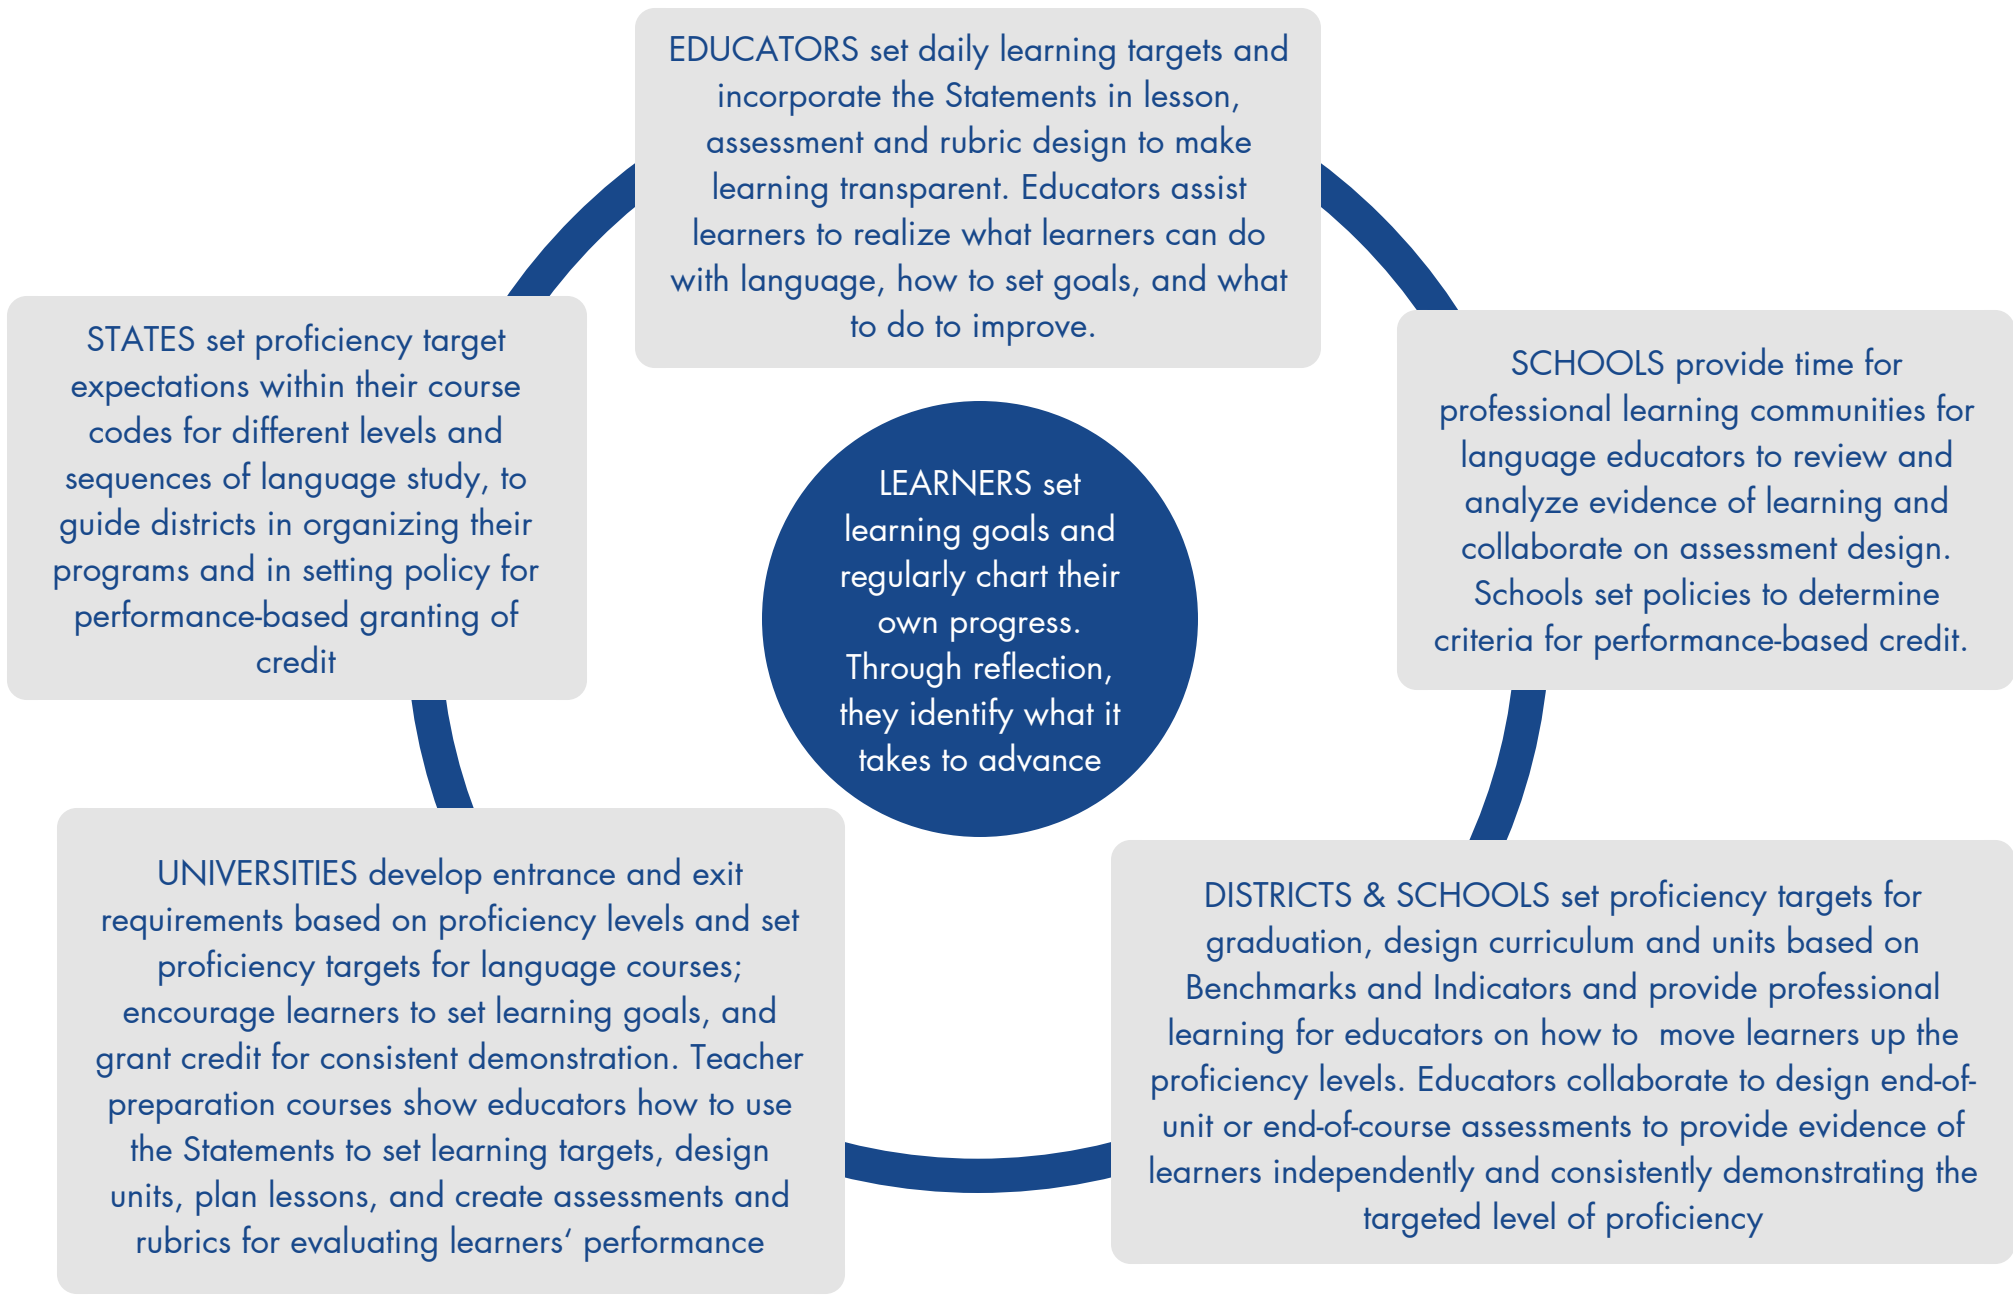 EDUCATORS set daily learning targets and
incorporate the Statements in lesson,
assessment and rubric design to make
learning transparent. Educators assist
learners to realize what learners can do
with language, how to set goals, and what
to do to improve.
STATES set proficiency target
expectations within their course
codes for different levels and
sequences of language study, to
guide districts in organizing their
programs and in setting policy for
performance-based granting of
credit
SCHOOLS provide time for
professional learning communities for
language educators to review and
analyze evidence of learning and
collaborate on assessment design.
Schools set policies to determine
criteria for performance-based credit.
LEARNERS set
learning goals and
regularly chart their
own progress.
Through reflection,
they identify what it
takes to advance
UNIVERSITIES develop entrance and exit
requirements based on proficiency levels and set
proficiency targets for language courses;
encourage learners to set learning goals, and
grant credit for consistent demonstration. Teacher
preparation courses show educators how to use
the Statements to set learning targets, design
units, plan lessons, and create assessments and
rubrics for evaluating learners’ performance
DISTRICTS & SCHOOLS set proficiency targets for
graduation, design curriculum and units based on
Benchmarks and Indicators and provide professional
learning for educators on how to  move learners up the
proficiency levels. Educators collaborate to design end-of-
unit or end-of-course assessments to provide evidence of
learners independently and consistently demonstrating the
targeted level of proficiency